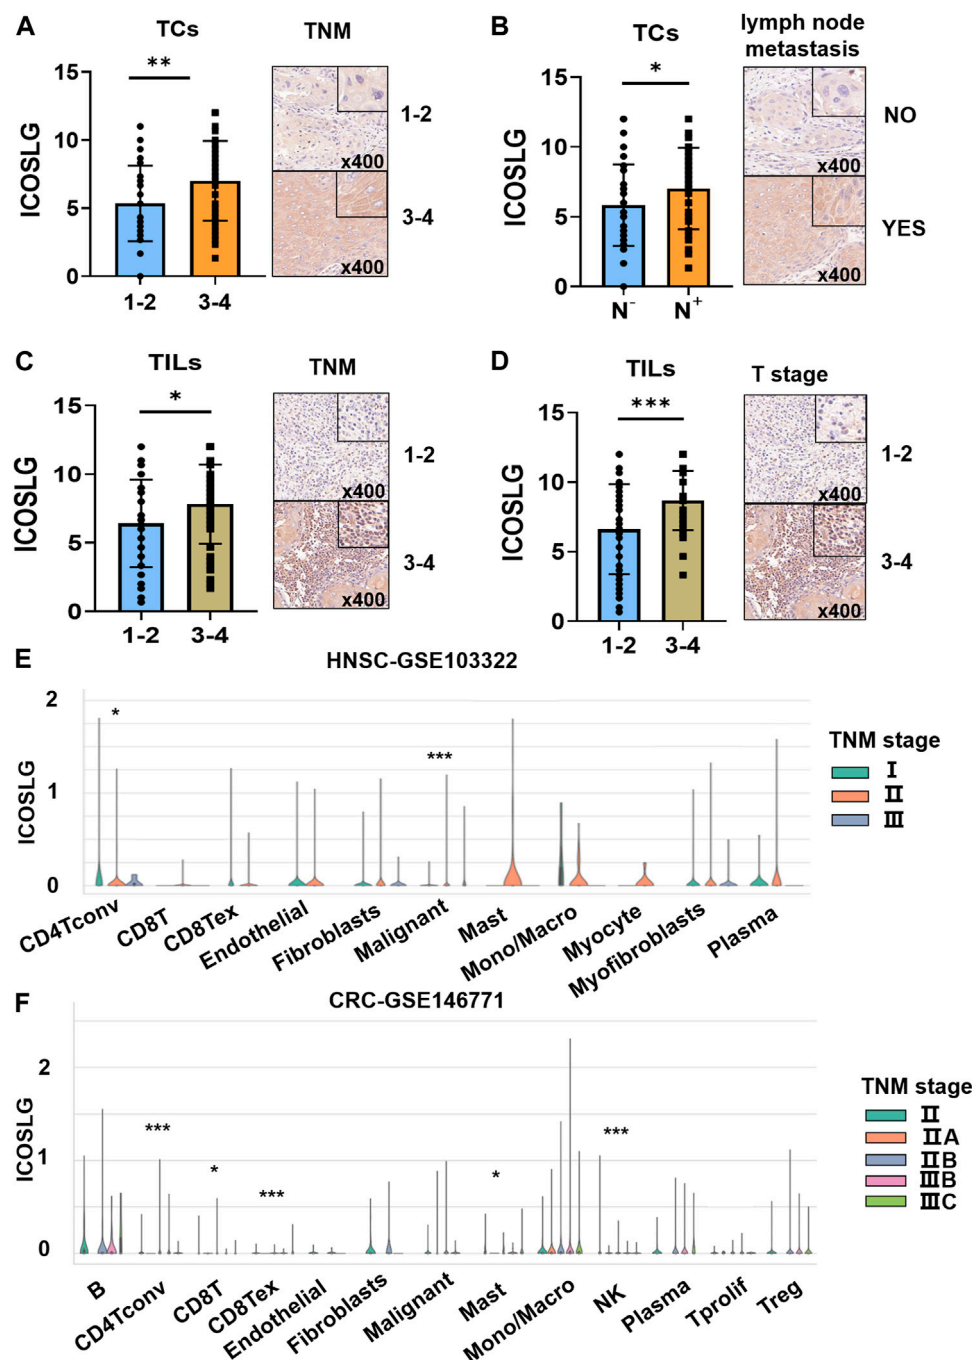 A
TCs
TNM
**
ICOSLG
15
10
5
0
1-2
3-4
x400
1-2
x400
3-4
B
TCs
lymph node
metastasis
*
ICOSLG
15
10
5
0
N⁻
N⁺
x400
NO
x400
YES
C
TILs
TNM
*
ICOSLG
15
10
5
0
1-2
3-4
x400
1-2
x400
3-4
D
TILs
T stage
***
ICOSLG
15
10
5
0
1-2
3-4
x400
1-2
x400
3-4
E
HNSC-GSE103322
ICOSLG
2
1
0
*
***
CD4Tconv
CD8T
CD8Tex
Endothelial
Fibroblasts
Malignant
Mast
Mono/Macro
Myocyte
Myofibroblasts
Plasma
TNM stage
I
II
III
F
CRC-GSE146771
ICOSLG
2
1
0
***
*
***
*
***
B
CD4Tconv
CD8T
CD8Tex
Endothelial
Fibroblasts
Malignant
Mast
Mono/Macro
NK
Plasma
Tprolif
Treg
TNM stage
II
IIA
IIB
IIIB
IIIC